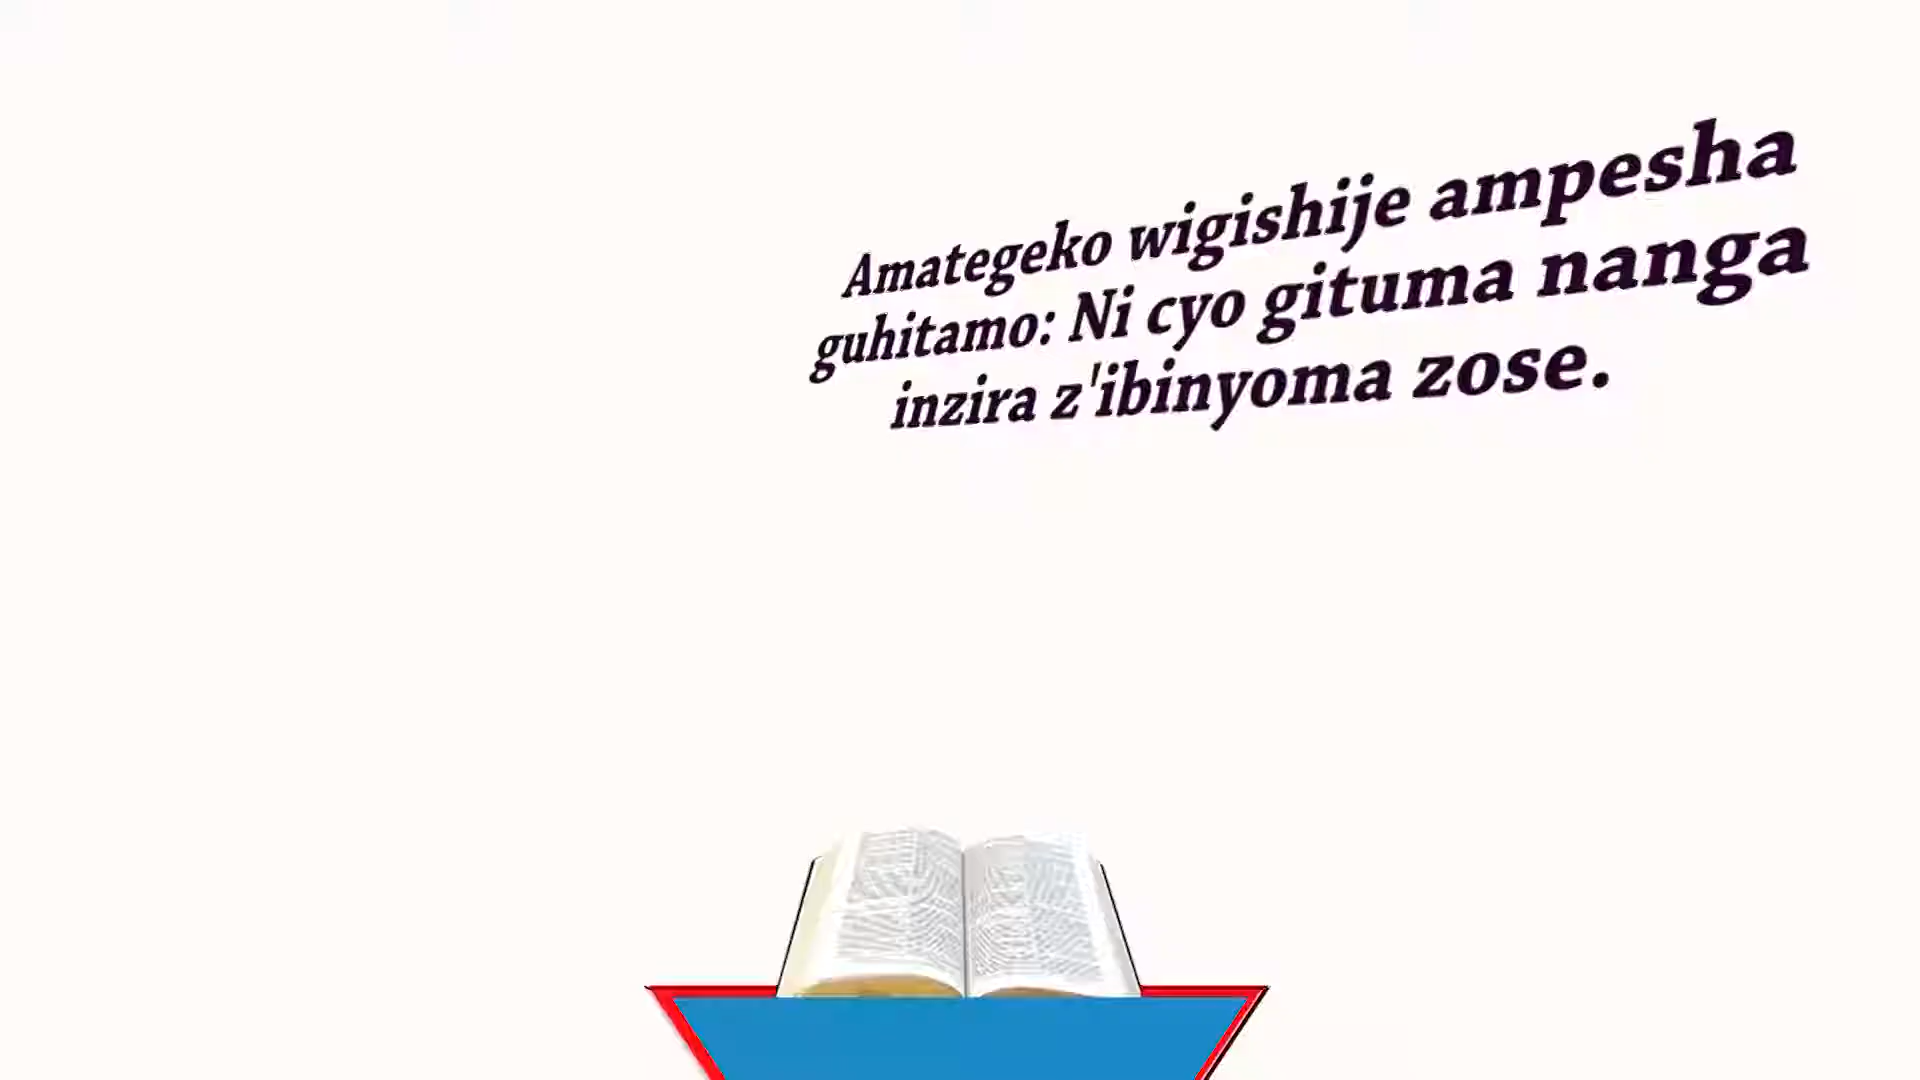 Amategeko wigishije ampesha
guhitamo: Ni cyo gituma nanga
inzira z'ibinyoma zose.